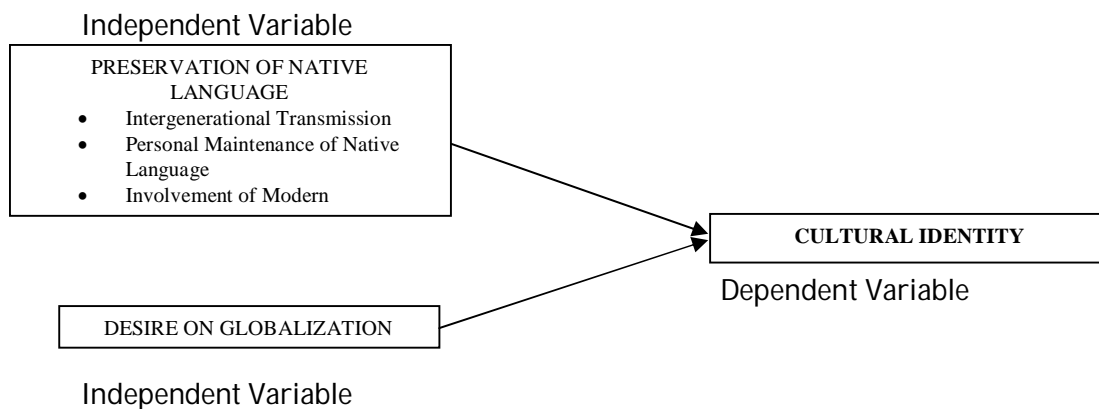 Independent Variable
PRESERVATION OF NATIVE
LANGUAGE
• Intergenerational Transmission
• Personal Maintenance of Native
Language
• Involvement of Modern
CULTURAL IDENTITY
Dependent Variable
DESIRE ON GLOBALIZATION
Independent Variable